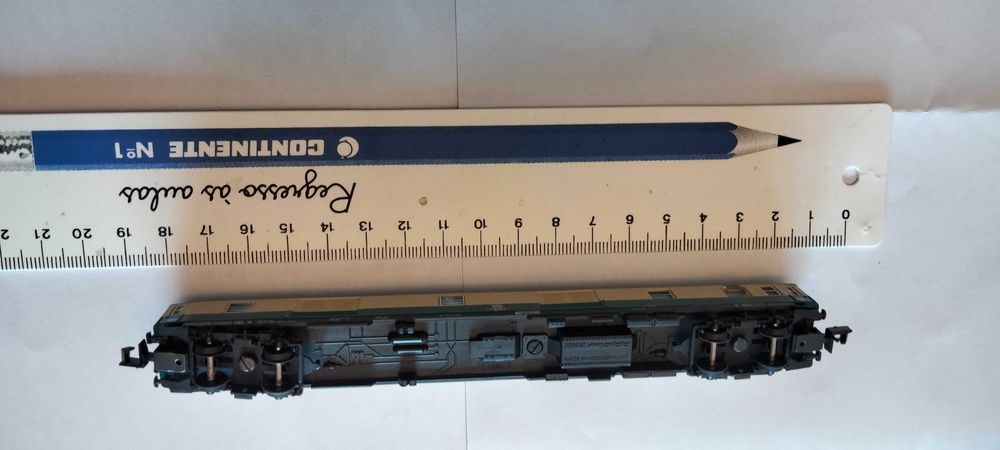 CONTINENTE Nº1
Regresso às aulas
0 1 2 3 4 5 6 7 8 9 10 11 12 13 14 15 16 17 18 19 20 21 2